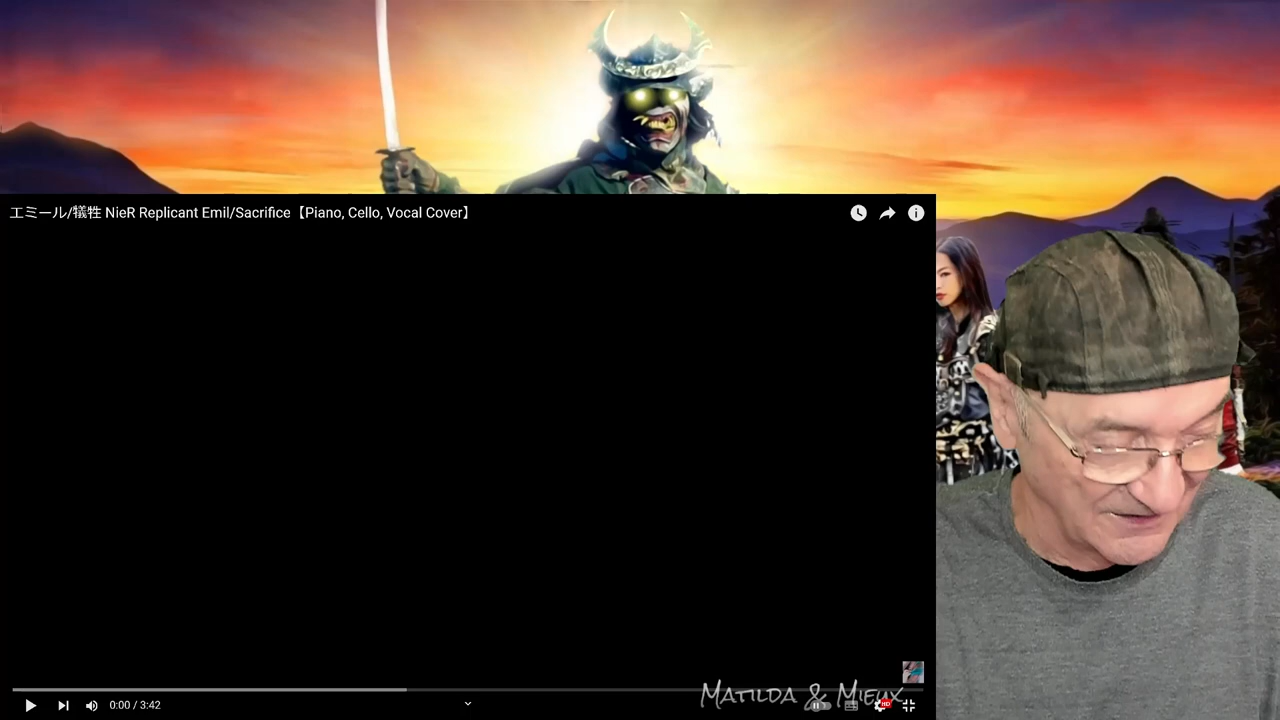 エミール/犠牲 NieR Replicant Emil/Sacrifice【Piano, Cello, Vocal Cover】
0:00 / 3:42
Matilda & Mieux
HD